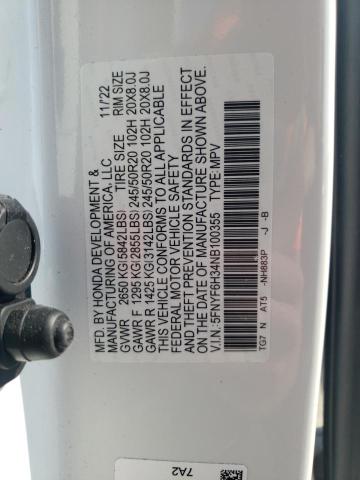 MFD. BY HONDA DEVELOPMENT & 11/22
MANUFACTURING OF AMERICA, LLC
TIRE SIZE RIM SIZE
GVWR 2650 KG(5842LBS)
GAWR F 1295 KG(2855LBS) 245/50R20 102H 20X8.0J
GAWR R 1425 KG(3142LBS) 245/50R20 102H 20X8.0J
THIS VEHICLE CONFORMS TO ALL APPLICABLE
FEDERAL MOTOR VEHICLE SAFETY
AND THEFT PREVENTION STANDARDS IN EFFECT
ON THE DATE OF MANUFACTURE SHOWN ABOVE.
V.I.N.:5FNYF6H34NB100355 TYPE:MPV
TG7 N AT5 -NH883P -J -B
7A2